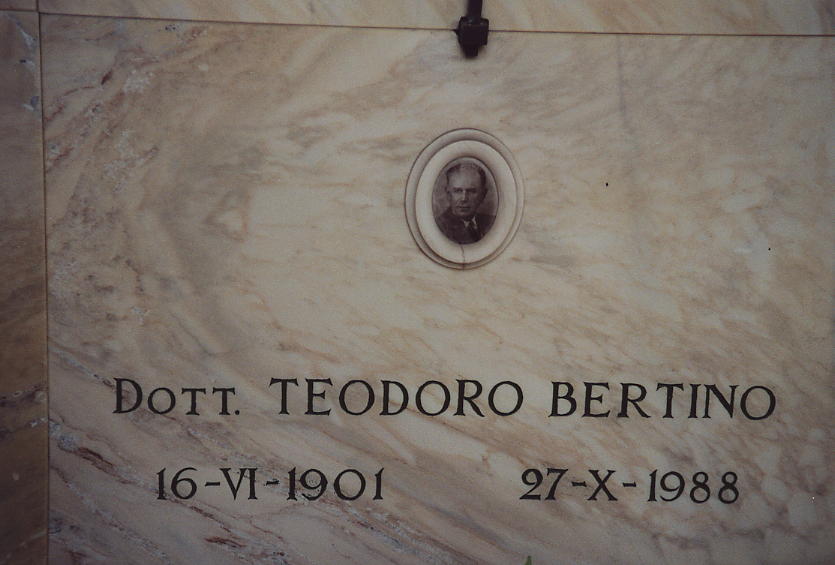 Dott. TEODORO BERTINO
16-VI-1901 27-X-1988